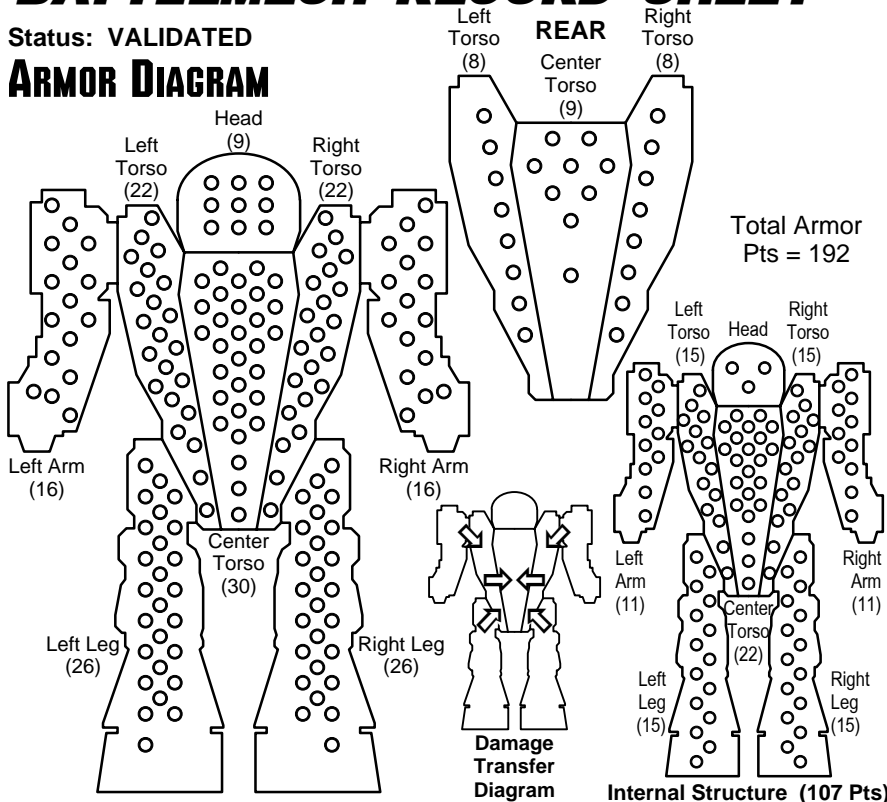 BATTLEMECH RECORD SHEET
Status: VALIDATED
ARMOR DIAGRAM
Head
(9)
Left
Torso
(22)
Right
Torso
(22)
Left Arm
(16)
Right Arm
(16)
Center
Torso
(30)
Left Leg
(26)
Right Leg
(26)
REAR
Left
Torso
(8)
Center
Torso
(9)
Right
Torso
(8)
Total Armor
Pts = 192
Damage
Transfer
Diagram
Left
Torso
(15)
Head
Right
Torso
(15)
Left
Arm
(11)
Right
Arm
(11)
Center
Torso
(22)
Left
Leg
(15)
Right
Leg
(15)
Internal Structure (107 Pts)